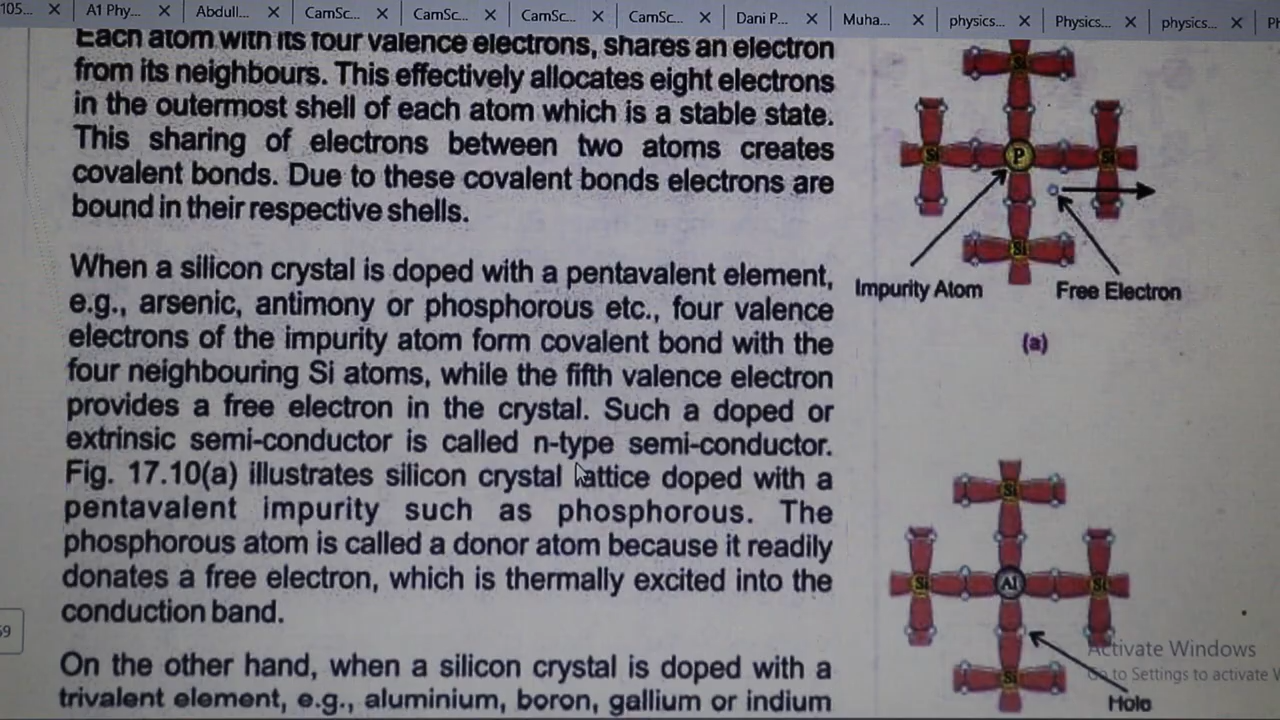 105...
A1 Phy...
Abdull...
CamSc...
CamSc...
CamSc...
CamSc...
Dani P...
Muha...
physics...
Physics...
physics...
Each atom with its four valence electrons, shares an electron
from its neighbours. This effectively allocates eight electrons
in the outermost shell of each atom which is a stable state.
This sharing of electrons between two atoms creates
covalent bonds. Due to these covalent bonds electrons are
bound in their respective shells.
When a silicon crystal is doped with a pentavalent element,
e.g., arsenic, antimony or phosphorous etc., four valence
electrons of the impurity atom form covalent bond with the
four neighbouring Si atoms, while the fifth valence electron
provides a free electron in the crystal. Such a doped or
extrinsic semi-conductor is called n-type semi-conductor.
Fig. 17.10(a) illustrates silicon crystal lattice doped with a
pentavalent impurity such as phosphorous. The
phosphorous atom is called a donor atom because it readily
donates a free electron, which is thermally excited into the
conduction band.
On the other hand, when a silicon crystal is doped with a
trivalent element, e.g., aluminium, boron, gallium or indium
Si
Si
P
Si
Si
Impurity Atom
Free Electron
(a)
Si
Si
Al
Si
Si
Hole
Activate Windows
Go to Settings to activate